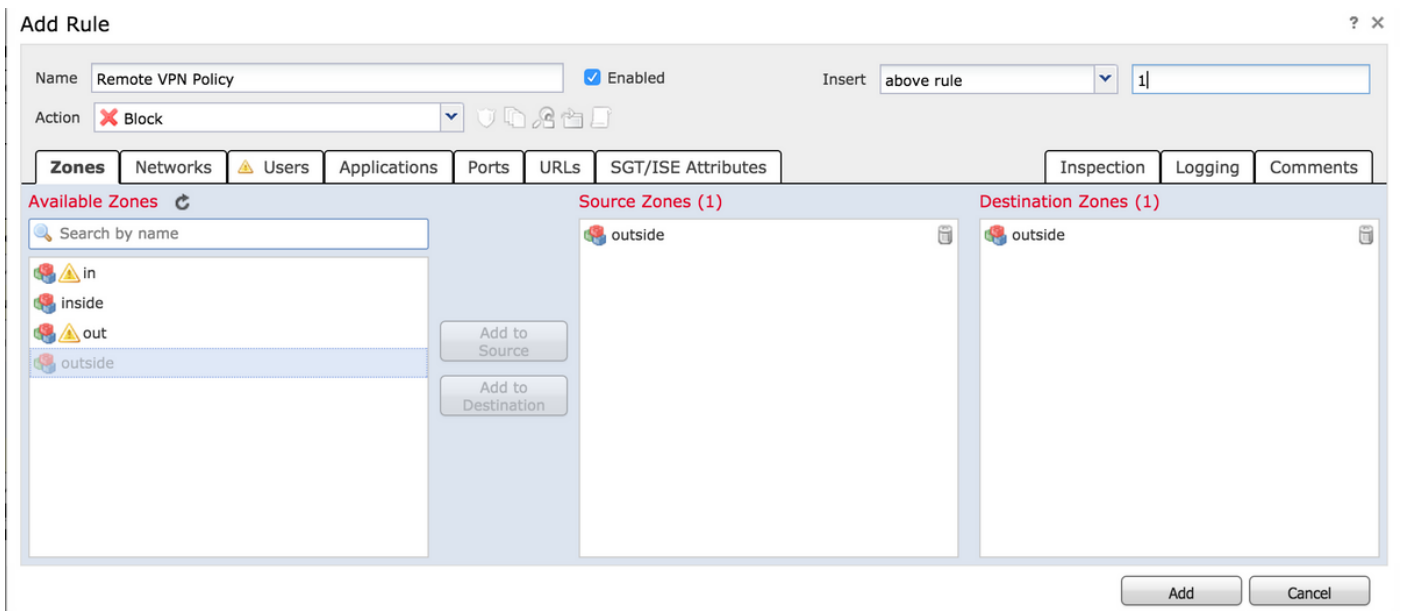 Add Rule
? ×
Name Remote VPN Policy Enabled Insert above rule 1
Action Block
Zones Networks Users Applications Ports URLs SGT/ISE Attributes Inspection Logging Comments
Available Zones Source Zones (1) Destination Zones (1)
Search by name outside outside
in
inside
out
outside
Add to
Source
Add to
Destination
Add Cancel